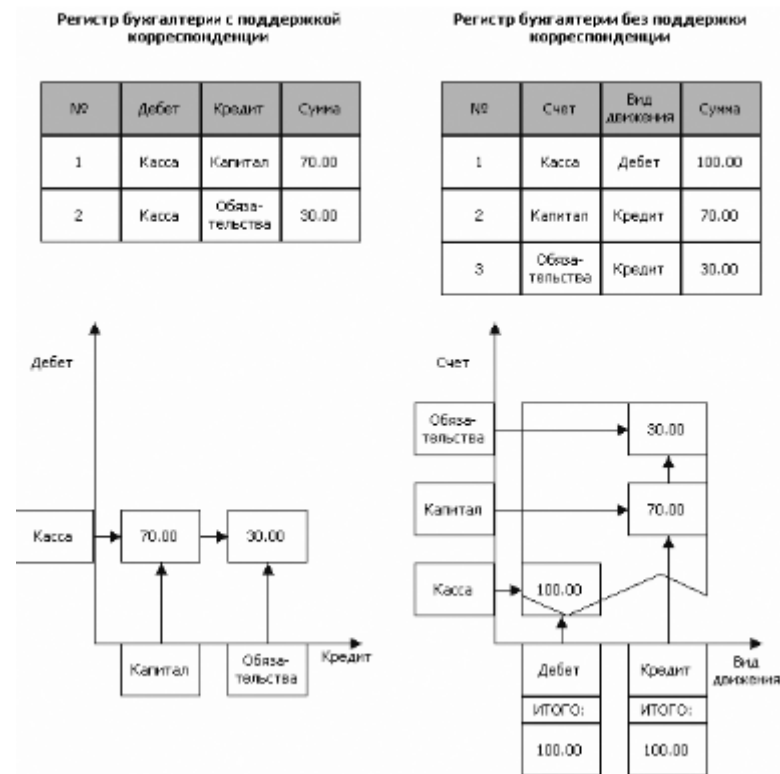 Регистр бухгалтерии с поддержкой
корреспонденции
№ Дебет Кредит Сумма
1 Касса Капитал 70.00
2 Касса Обяза-
тельства 30.00
Дебет
Касса
70.00
30.00
Капитал
Обяза-
тельства
Кредит
Регистр бухгалтерии без поддержки
корреспонденции
№ Счет Вид
движения Сумма
1 Касса Дебет 100.00
2 Капитал Кредит 70.00
3 Обяза-
тельства Кредит 30.00
Счет
Обяза-
тельства
30.00
Капитал
70.00
Касса
100.00
Дебет
Кредит
Вид
движения
ИТОГО:
ИТОГО:
100.00
100.00